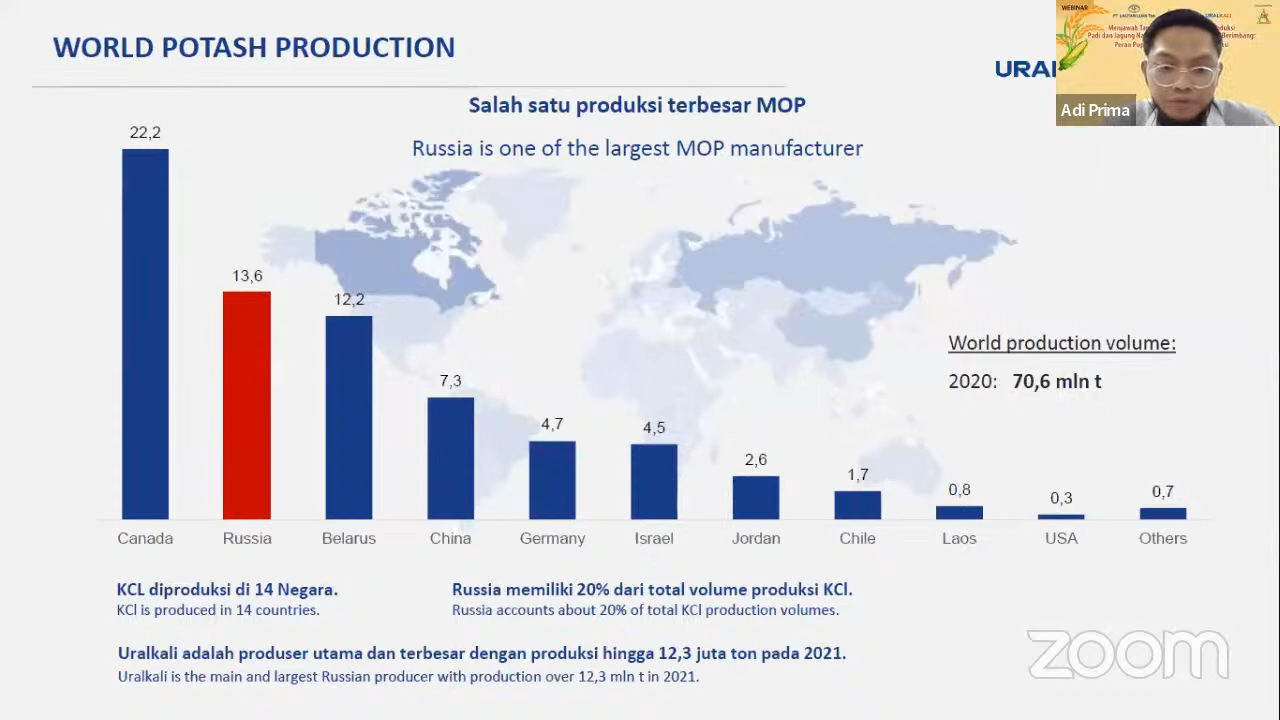 WORLD POTASH PRODUCTION
WEBINAR
URAL
Adi Prima
Salah satu produksi terbesar MOP
Russia is one of the largest MOP manufacturer
22,2
13,6
12,2
7,3
4,7
4,5
2,6
1,7
0,8
0,3
0,7
World production volume:
2020: 70,6 mln t
Canada Russia Belarus China Germany Israel Jordan Chile Laos USA Others
KCL diproduksi di 14 Negara.
KCl is produced in 14 countries.
Russia memiliki 20% dari total volume produksi KCl.
Russia accounts about 20% of total KCl production volumes.
Uralkali adalah produser utama dan terbesar dengan produksi hingga 12,3 juta ton pada 2021.
Uralkali is the main and largest Russian producer with production over 12,3 mln t in 2021.
zoom